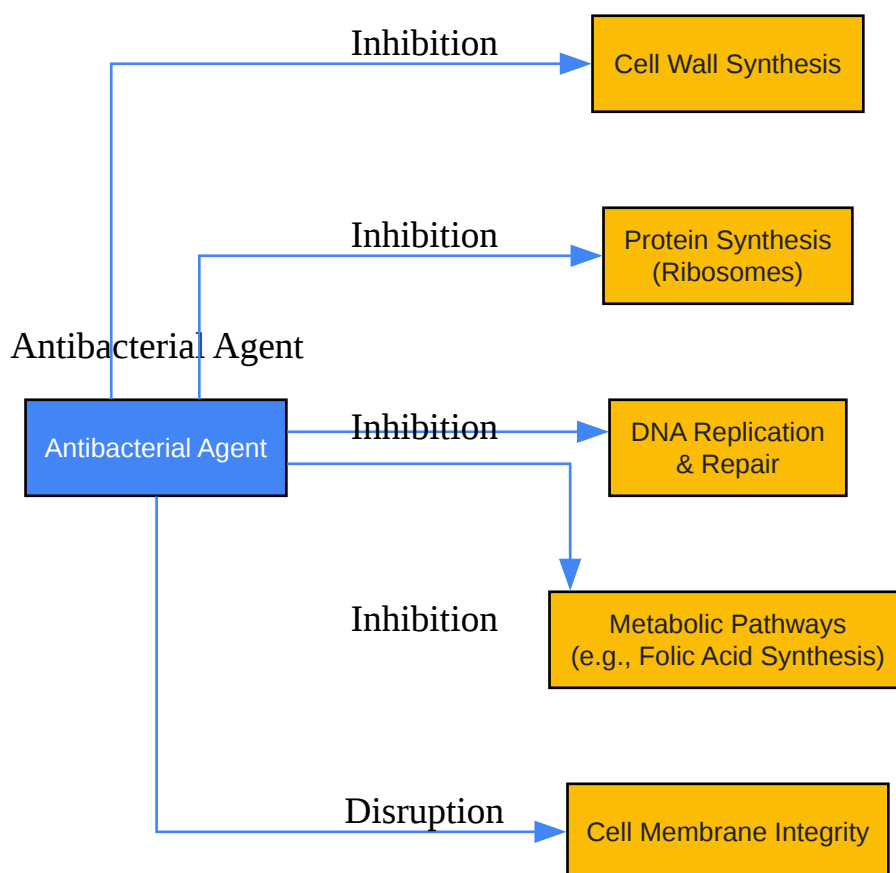 Inhibition
Cell Wall Synthesis
Inhibition
Protein Synthesis
(Ribosomes)
Antibacterial Agent
Antibacterial Agent
Inhibition
DNA Replication
& Repair
Inhibition
Metabolic Pathways
(e.g., Folic Acid Synthesis)
Disruption
Cell Membrane Integrity